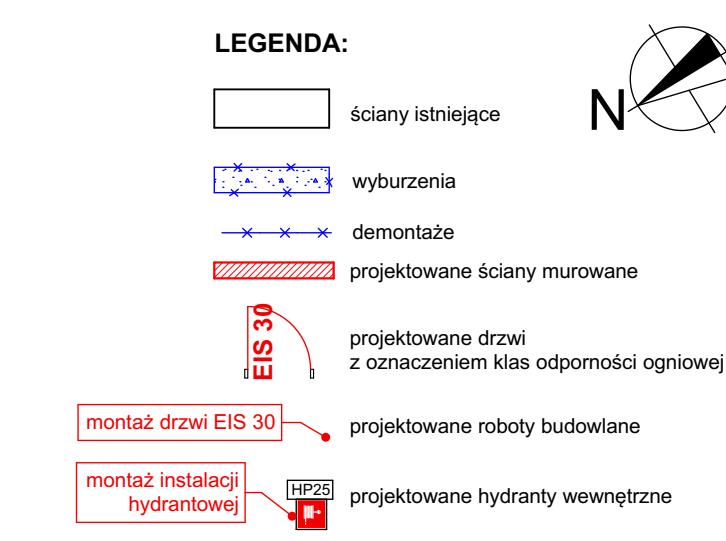 LEGENDA:
N
ściany istniejące
wyburzenia
demontaże
projektowane ściany murowane
EIS 30
projektowane drzwi
z oznaczeniem klas odporności ogniowej
montaż drzwi EIS 30
projektowane roboty budowlane
montaż instalacji
hydrantowej
HP25
projektowane hydranty wewnętrzne